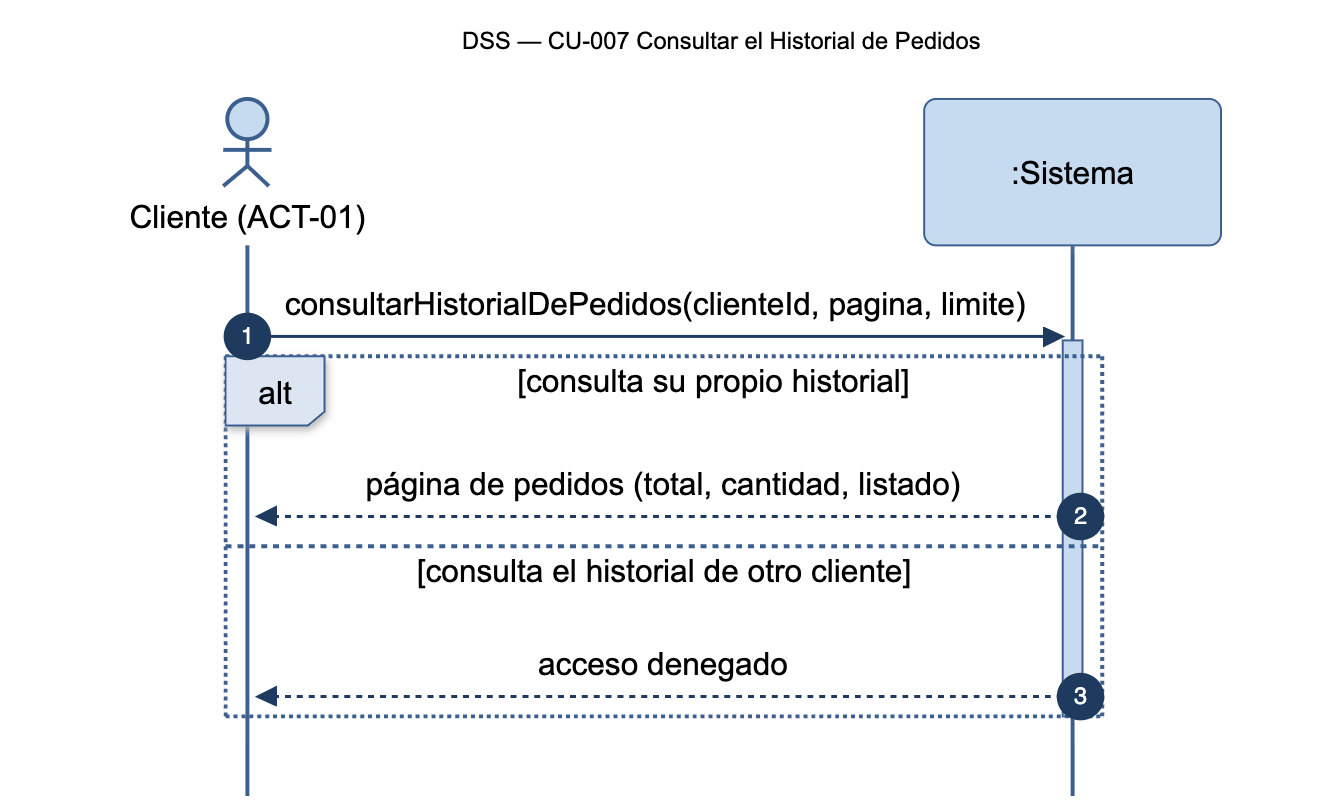 DSS — CU-007 Consultar el Historial de Pedidos
Cliente (ACT-01)
:Sistema
consultarHistorialDePedidos(clienteId, pagina, limite)
1
alt
[consulta su propio historial]
página de pedidos (total, cantidad, listado)
2
[consulta el historial de otro cliente]
acceso denegado
3